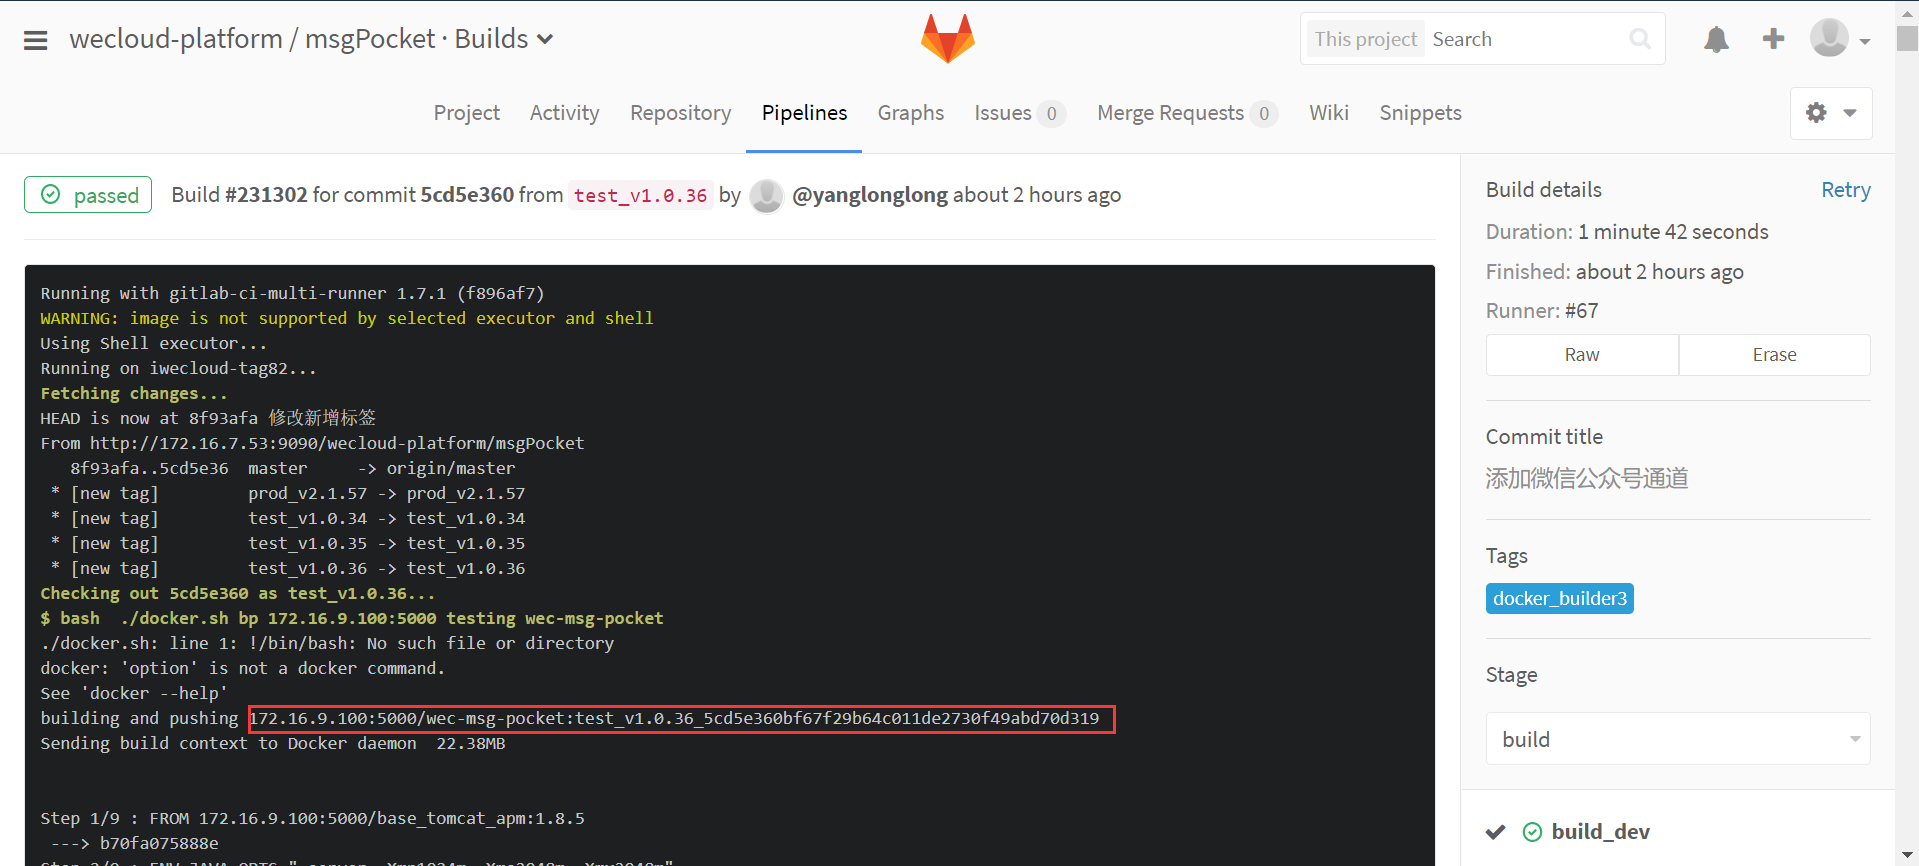 wecloud-platform / msgPocket · Builds
This project Search
Project Activity Repository Pipelines Graphs Issues 0 Merge Requests 0 Wiki Snippets
passed Build #231302 for commit 5cd5e360 from test_v1.0.36 by @yanglonglong about 2 hours ago
Running with gitlab-ci-multi-runner 1.7.1 (f896af7)
WARNING: image is not supported by selected executor and shell
Using Shell executor...
Running on iwecloud-tag82...
Fetching changes...
HEAD is now at 8f93afa 修改新增标签
From http://172.16.7.53:9090/wecloud-platform/msgPocket
8f93afa..5cd5e36 master -> origin/master
* [new tag] prod_v2.1.57 -> prod_v2.1.57
* [new tag] test_v1.0.34 -> test_v1.0.34
* [new tag] test_v1.0.35 -> test_v1.0.35
* [new tag] test_v1.0.36 -> test_v1.0.36
Checking out 5cd5e360 as test_v1.0.36...
$ bash ./docker.sh bp 172.16.9.100:5000 testing wec-msg-pocket
./docker.sh: line 1: !/bin/bash: No such file or directory
docker: 'option' is not a docker command.
See 'docker --help'
building and pushing 172.16.9.100:5000/wec-msg-pocket:test_v1.0.36_5cd5e360bf67f29b64c011de2730f49abd70d319
Sending build context to Docker daemon 22.38MB
Step 1/9 : FROM 172.16.9.100:5000/base_tomcat_apm:1.8.5
---> b70fa075888e
Build details Retry
Duration: 1 minute 42 seconds
Finished: about 2 hours ago
Runner: #67
Raw Erase
Commit title
添加微信公众号通道
Tags
docker_builder3
Stage
build
build_dev